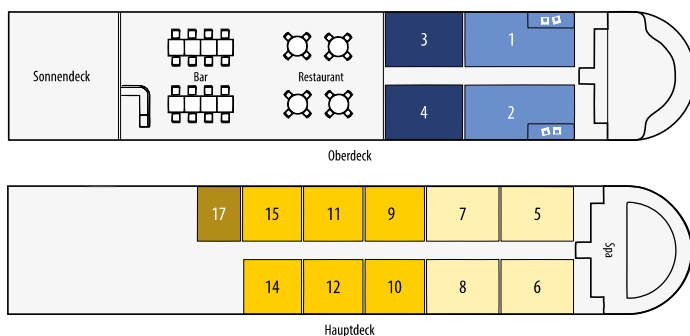 3 1
Sonnendeck Bar Restaurant
4 2
Oberdeck
17 15 11 9 7 5
Spa
14 12 10 8 6
Hauptdeck